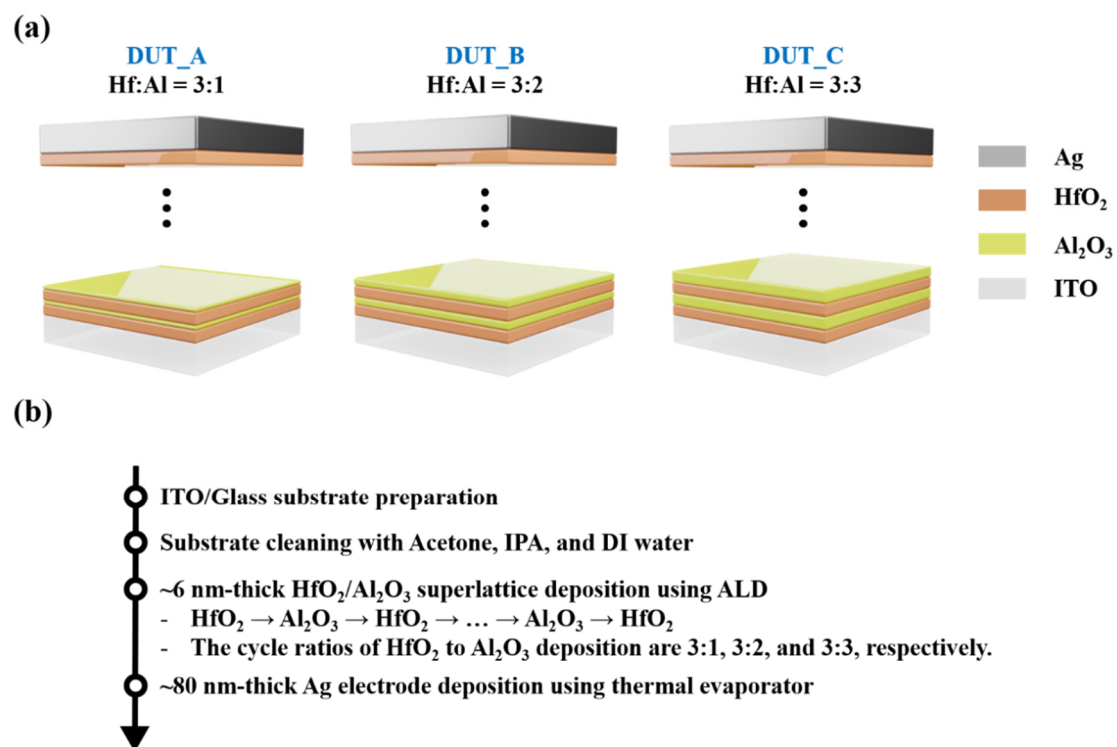 (a)
DUT_A
Hf:Al = 3:1
DUT_B
Hf:Al = 3:2
DUT_C
Hf:Al = 3:3
Ag
HfO₂
Al₂O₃
ITO
(b)
ITO/Glass substrate preparation
Substrate cleaning with Acetone, IPA, and DI water
~6 nm-thick HfO₂/Al₂O₃ superlattice deposition using ALD
- HfO₂ → Al₂O₃ → HfO₂ → … → Al₂O₃ → HfO₂
- The cycle ratios of HfO₂ to Al₂O₃ deposition are 3:1, 3:2, and 3:3, respectively.
~80 nm-thick Ag electrode deposition using thermal evaporator